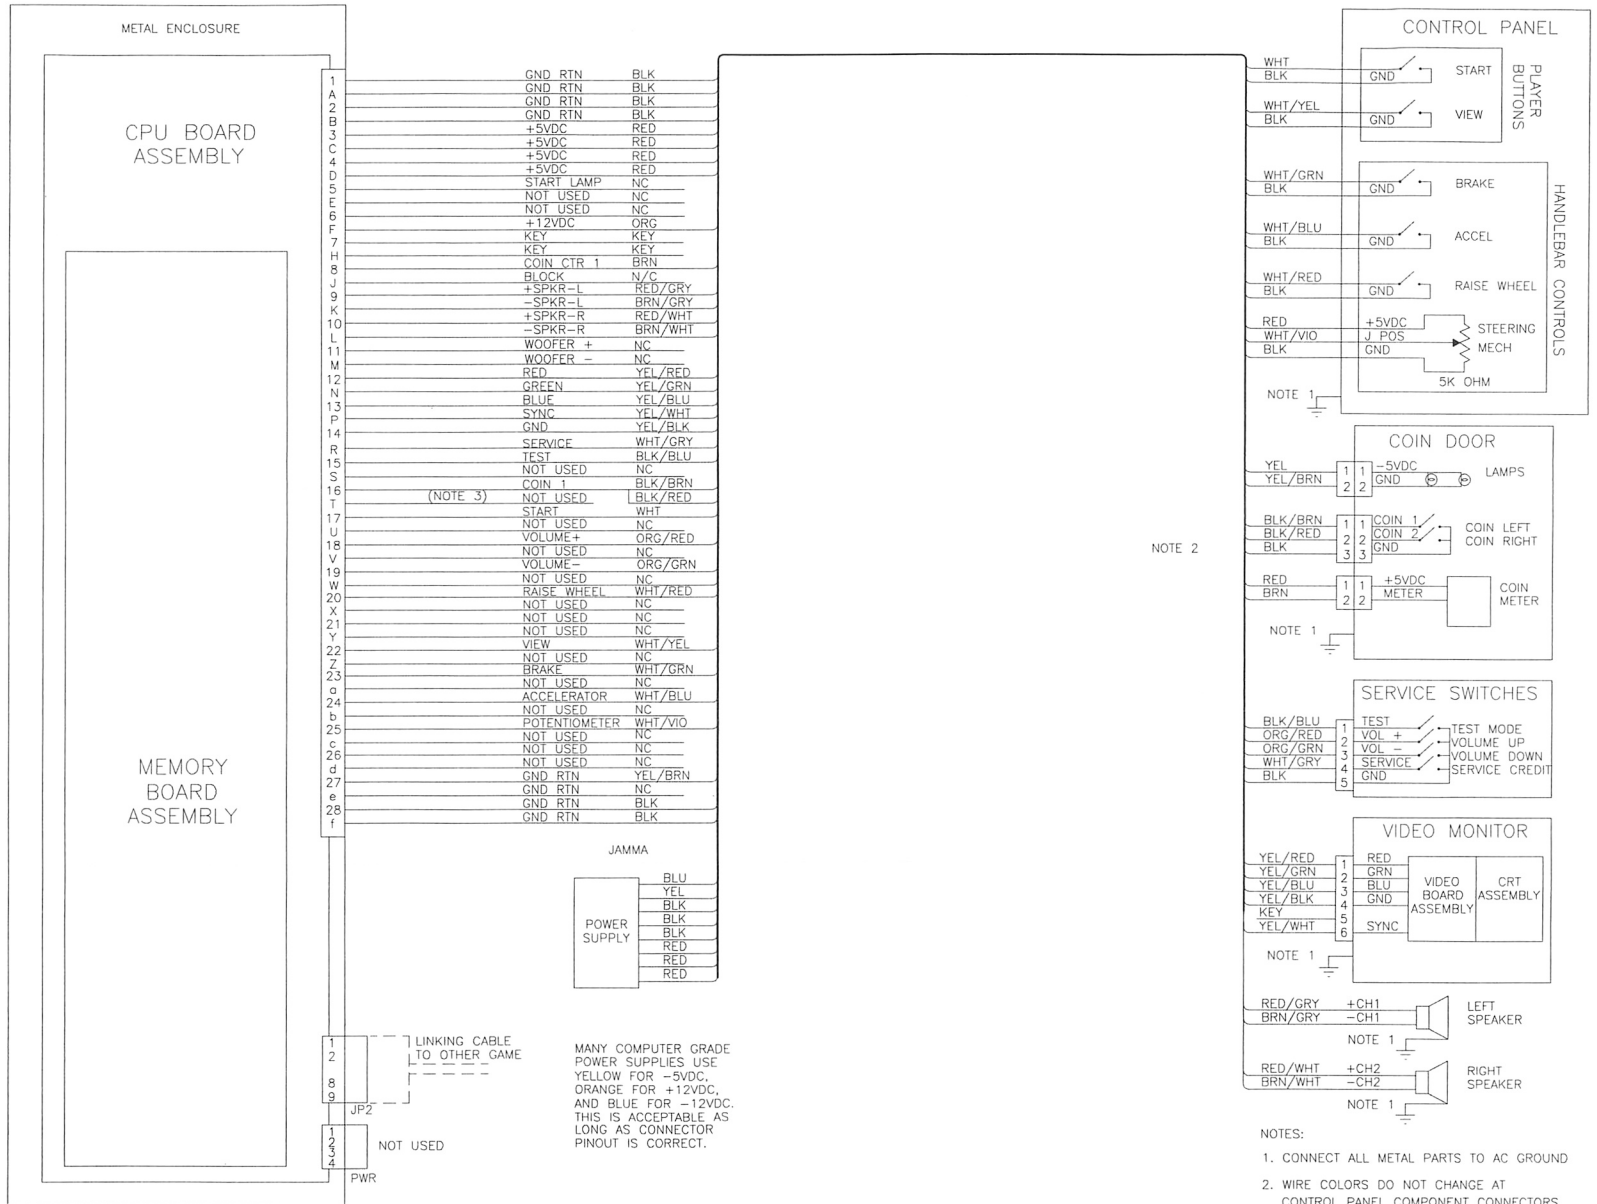 METAL ENCLOSURE
CPU BOARD
ASSEMBLY
MEMORY
BOARD
ASSEMBLY
1 GND RTN BLK
A GND RTN BLK
2 GND RTN BLK
B GND RTN BLK
3 +5VDC RED
C +5VDC RED
4 +5VDC RED
D +5VDC RED
5 START LAMP NC
E NOT USED NC
6 NOT USED NC
F +12VDC ORG
7 KEY KEY
H KEY KEY
8 COIN CTR 1 BRN
J BLOCK N/C
9 +SPKR-L RED/GRY
K -SPKR-L BRN/GRY
10 +SPKR-R RED/WHT
L -SPKR-R BRN/WHT
11 WOOFER + NC
M WOOFER - NC
12 RED YEL/RED
N GREEN YEL/GRN
13 BLUE YEL/BLU
P SYNC YEL/WHT
14 GND YEL/BLK
R SERVICE WHT/GRY
15 TEST BLK/BLU
S NOT USED NC
16 COIN 1 BLK/BRN
T (NOTE 3) NOT USED BLK/RED
17 START WHT
U NOT USED NC
18 VOLUME+ ORG/RED
V NOT USED NC
19 VOLUME- ORG/GRN
W NOT USED NC
20 RAISE WHEEL WHT/RED
X NOT USED NC
21 NOT USED NC
Y NOT USED NC
22 VIEW WHT/YEL
Z NOT USED NC
23 BRAKE WHT/GRN
a NOT USED NC
24 ACCELERATOR WHT/BLU
b NOT USED NC
25 POTENTIOMETER WHT/VIO
c NOT USED NC
26 NOT USED NC
d NOT USED NC
27 GND RTN YEL/BRN
e GND RTN NC
28 GND RTN BLK
f GND RTN BLK
JAMMA
POWER
SUPPLY
BLU
YEL
BLK
BLK
BLK
RED
RED
RED
1
2
8
9
JP2
LINKING CABLE
TO OTHER GAME
1
2
3
4
PWR
NOT USED
MANY COMPUTER GRADE
POWER SUPPLIES USE
YELLOW FOR -5VDC,
ORANGE FOR +12VDC,
AND BLUE FOR -12VDC.
THIS IS ACCEPTABLE AS
LONG AS CONNECTOR
PINOUT IS CORRECT.
NOTE 2
CONTROL PANEL
WHT START
BLK GND
WHT/YEL VIEW
BLK GND
PLAYER
BUTTONS
WHT/GRN BRAKE
BLK GND
WHT/BLU ACCEL
BLK GND
WHT/RED RAISE WHEEL
BLK GND
RED +5VDC
WHT/VIO J POS
BLK GND
STEERING
MECH
5K OHM
HANDLEBAR CONTROLS
NOTE 1
COIN DOOR
YEL 1 1 -5VDC
YEL/BRN 2 2 GND
LAMPS
BLK/BRN 1 1 COIN 1
BLK/RED 2 2 COIN 2
BLK 3 3 GND
COIN LEFT
COIN RIGHT
RED 1 1 +5VDC
BRN 2 2 METER
COIN
METER
NOTE 1
SERVICE SWITCHES
BLK/BLU 1 TEST TEST MODE
ORG/RED 2 VOL + VOLUME UP
ORG/GRN 3 VOL - VOLUME DOWN
WHT/GRY 4 SERVICE SERVICE CREDIT
BLK 5 GND
VIDEO MONITOR
YEL/RED 1 RED
YEL/GRN 2 GRN
YEL/BLU 3 BLU
YEL/BLK 4 GND
KEY 5
YEL/WHT 6 SYNC
VIDEO
BOARD
ASSEMBLY
CRT
ASSEMBLY
NOTE 1
RED/GRY +CH1
BRN/GRY -CH1
LEFT
SPEAKER
NOTE 1
RED/WHT +CH2
BRN/WHT -CH2
RIGHT
SPEAKER
NOTE 1
NOTES:
1. CONNECT ALL METAL PARTS TO AC GROUND
2. WIRE COLORS DO NOT CHANGE AT
CONTROL PANEL COMPONENT CONNECTORS